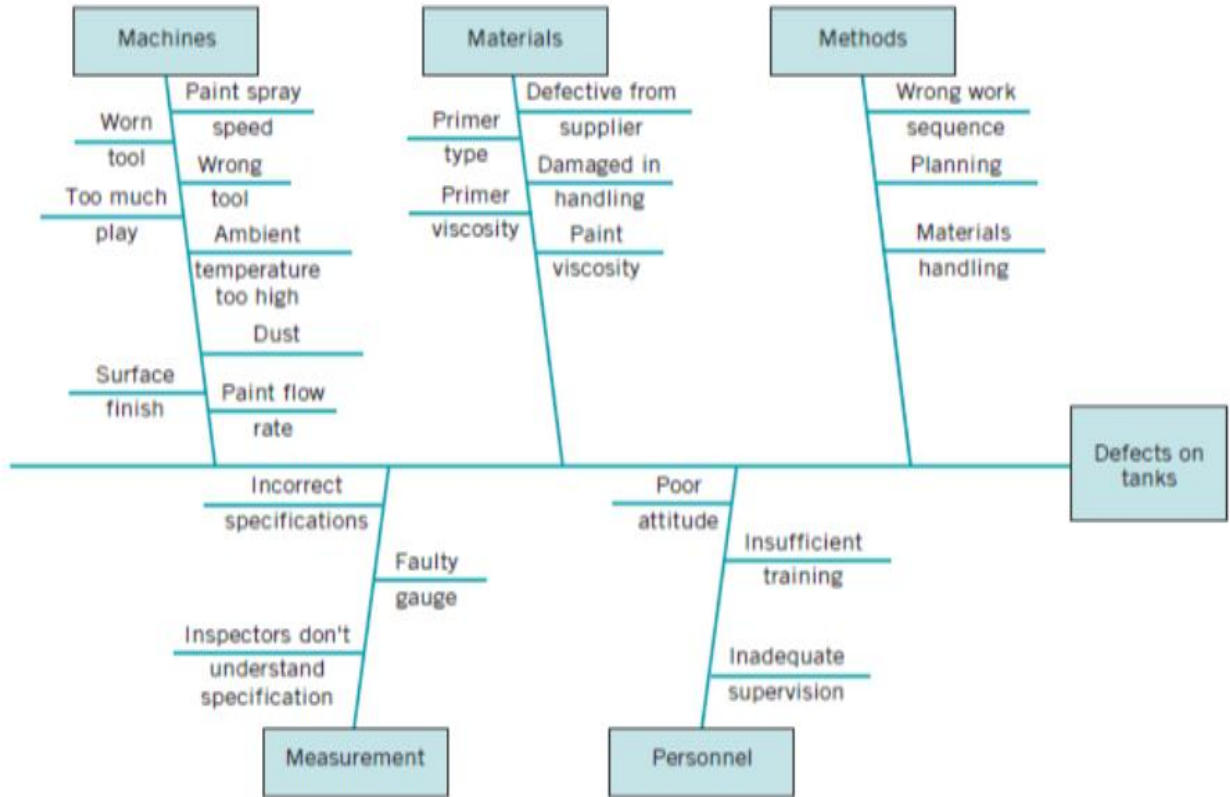 Machines
Materials
Methods
Paint spray
speed
Worn
tool
Wrong
tool
Too much
play
Ambient
temperature
too high
Dust
Surface
finish
Paint flow
rate
Defective from
supplier
Primer
type
Damaged in
handling
Primer
viscosity
Paint
viscosity
Wrong work
sequence
Planning
Materials
handling
Defects on
tanks
Incorrect
specifications
Faulty
gauge
Inspectors don't
understand
specification
Measurement
Poor
attitude
Insufficient
training
Inadequate
supervision
Personnel